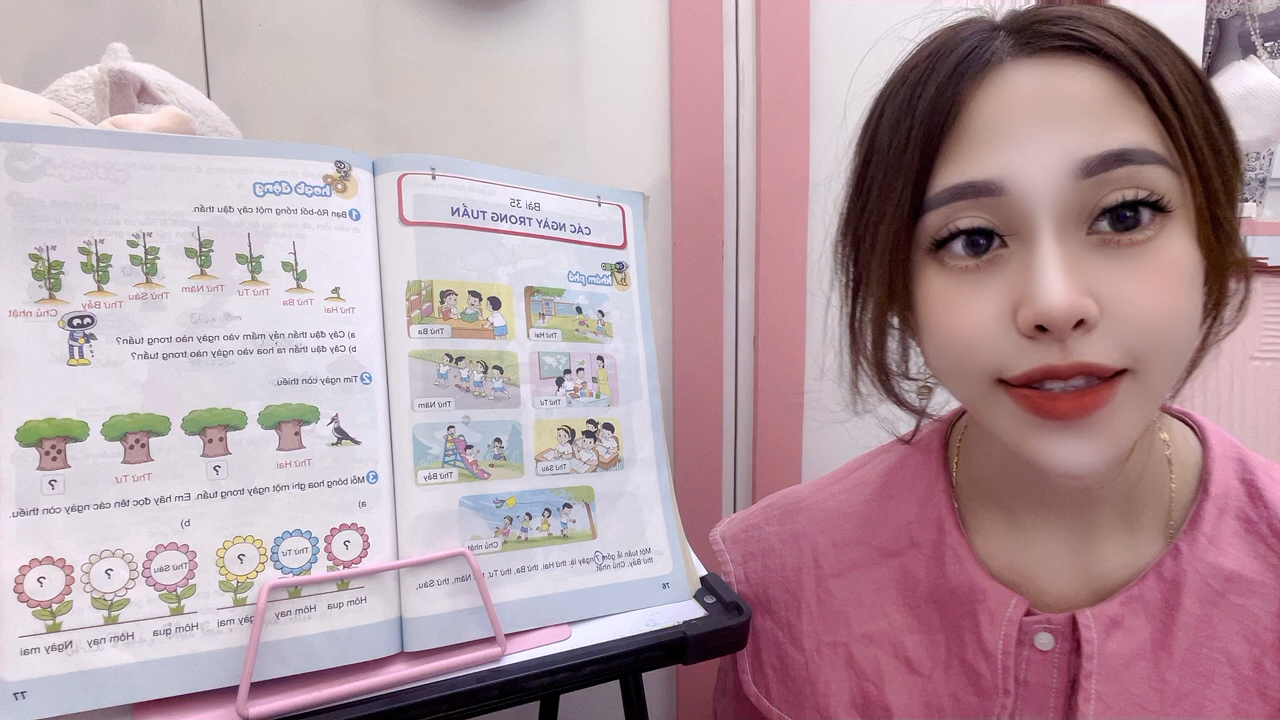 Bài 35
CÁC NGÀY TRONG TUẦN
Khám phá
Thứ Hai Thứ Ba
Thứ Tư Thứ Năm
Thứ Sáu Thứ Bảy
Chủ nhật
Một tuần lễ gồm 7 ngày là: thứ Hai, thứ Ba, thứ Tư, thứ Năm, thứ Sáu,
thứ Bảy, Chủ nhật.
76
hoạt động
1 Bạn Rô-bốt trồng một cây đậu thần.
Thứ Hai Thứ Ba Thứ Tư Thứ Năm Thứ Sáu Thứ Bảy Chủ nhật
a) Cây đậu thần nảy mầm vào ngày nào trong tuần?
b) Cây đậu thần ra hoa vào ngày nào trong tuần?
2 Tìm ngày còn thiếu.
Thứ Hai ? Thứ Tư ?
3 Mỗi bông hoa ghi một ngày trong tuần. Em hãy đọc tên các ngày còn thiếu.
a) b)
? Thứ Tư ? Thứ Sáu ? ?
Hôm qua Hôm nay Ngày mai Hôm qua Hôm nay Ngày mai
77